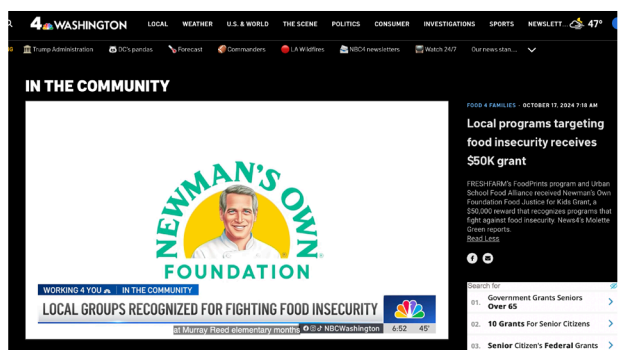 4 WASHINGTON
LOCAL WEATHER U.S. & WORLD THE SCENE POLITICS CONSUMER INVESTIGATIONS SPORTS NEWSLETT... 47°
Trump Administration DC's pandas Forecast Commanders LA Wildfires NBC4 newsletters Watch 24/7 Our news stan....
IN THE COMMUNITY
NEWMAN'S OWN
FOUNDATION
WORKING 4 YOU IN THE COMMUNITY
LOCAL GROUPS RECOGNIZED FOR FIGHTING FOOD INSECURITY
at Murray Reed elementary months NBCWashington 6:52 45°
FOOD 4 FAMILIES • OCTOBER 17, 2024 7:18 AM
Local programs targeting
food insecurity receives
$50K grant
FRESHFARM's FoodPrints program and Urban
School Food Alliance received Newman's Own
Foundation Food Justice for Kids Grant, a
$50,000 reward that recognizes programs that
fight against food insecurity. News4's Molette
Green reports.
Read Less
Search for
01. Government Grants Seniors
Over 65
02. 10 Grants For Senior Citizens
03. Senior Citizen's Federal Grants